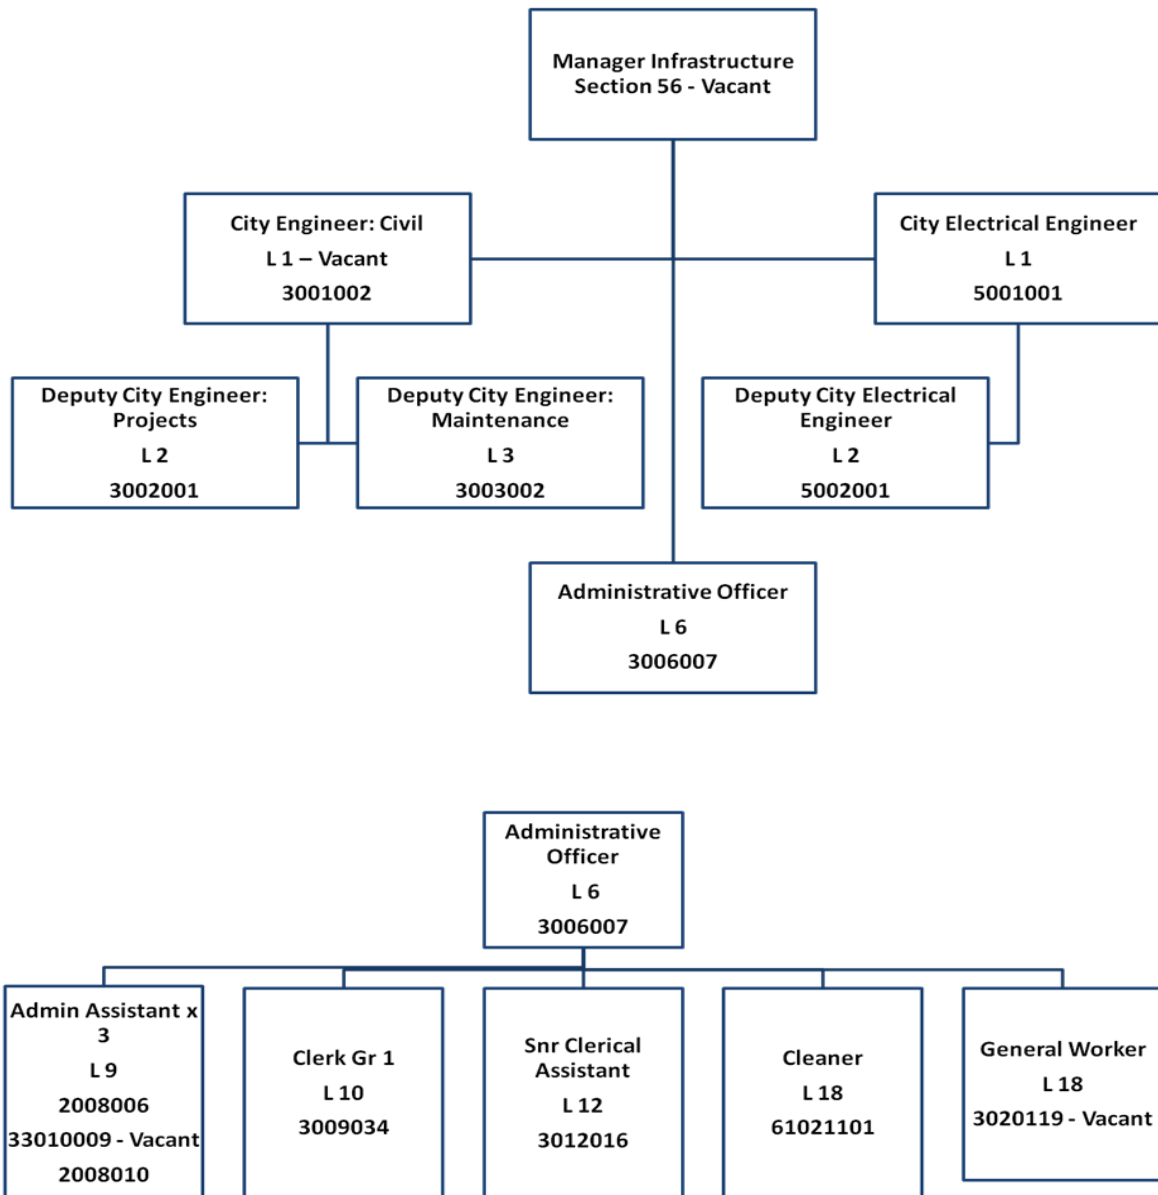 Manager Infrastructure
Section 56 - Vacant
City Engineer: Civil
L 1 – Vacant
3001002
City Electrical Engineer
L 1
5001001
Deputy City Engineer:
Projects
L 2
3002001
Deputy City Engineer:
Maintenance
L 3
3003002
Deputy City Electrical
Engineer
L 2
5002001
Administrative Officer
L 6
3006007
Administrative
Officer
L 6
3006007
Admin Assistant x
3
L 9
2008006
33010009 - Vacant
2008010
Clerk Gr 1
L 10
3009034
Snr Clerical
Assistant
L 12
3012016
Cleaner
L 18
61021101
General Worker
L 18
3020119 - Vacant